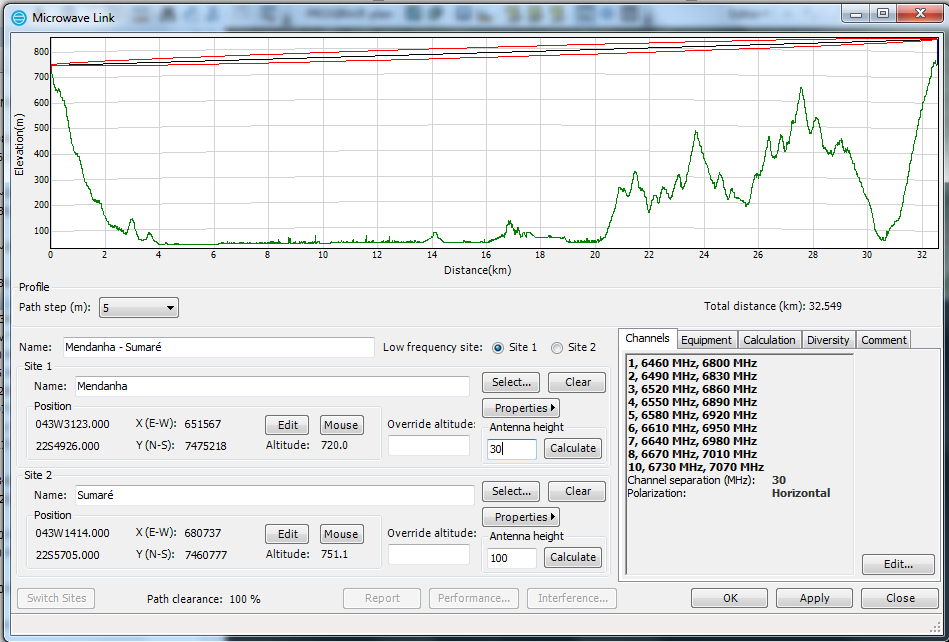 Microwave Link
Elevation(m)
800
700
600
500
400
300
200
100
0 2 4 6 8 10 12 14 16 18 20 22 24 26 28 30 32
Distance(km)
Profile
Path step (m): 5 Total distance (km): 32.549
Name: Mendanha - Sumaré Low frequency site: Site 1 Site 2
Site 1
Name: Mendanha Select... Clear
Position Properties
043W3123.000 X (E-W): 651567 Edit Mouse Override altitude: Antenna height
22S4926.000 Y (N-S): 7475218 Altitude: 720.0 30 Calculate
Site 2
Name: Sumaré Select... Clear
Position Properties
043W1414.000 X (E-W): 680737 Edit Mouse Override altitude: Antenna height
22S5705.000 Y (N-S): 7460777 Altitude: 751.1 100 Calculate
Channels Equipment Calculation Diversity Comment
1, 6460 MHz, 6800 MHz
2, 6490 MHz, 6830 MHz
3, 6520 MHz, 6860 MHz
4, 6550 MHz, 6890 MHz
5, 6580 MHz, 6920 MHz
6, 6610 MHz, 6950 MHz
7, 6640 MHz, 6980 MHz
8, 6670 MHz, 7010 MHz
10, 6730 MHz, 7070 MHz
Channel separation (MHz): 30
Polarization: Horizontal
Edit...
Switch Sites Path clearance: 100 % Report Performance... Interference... OK Apply Close